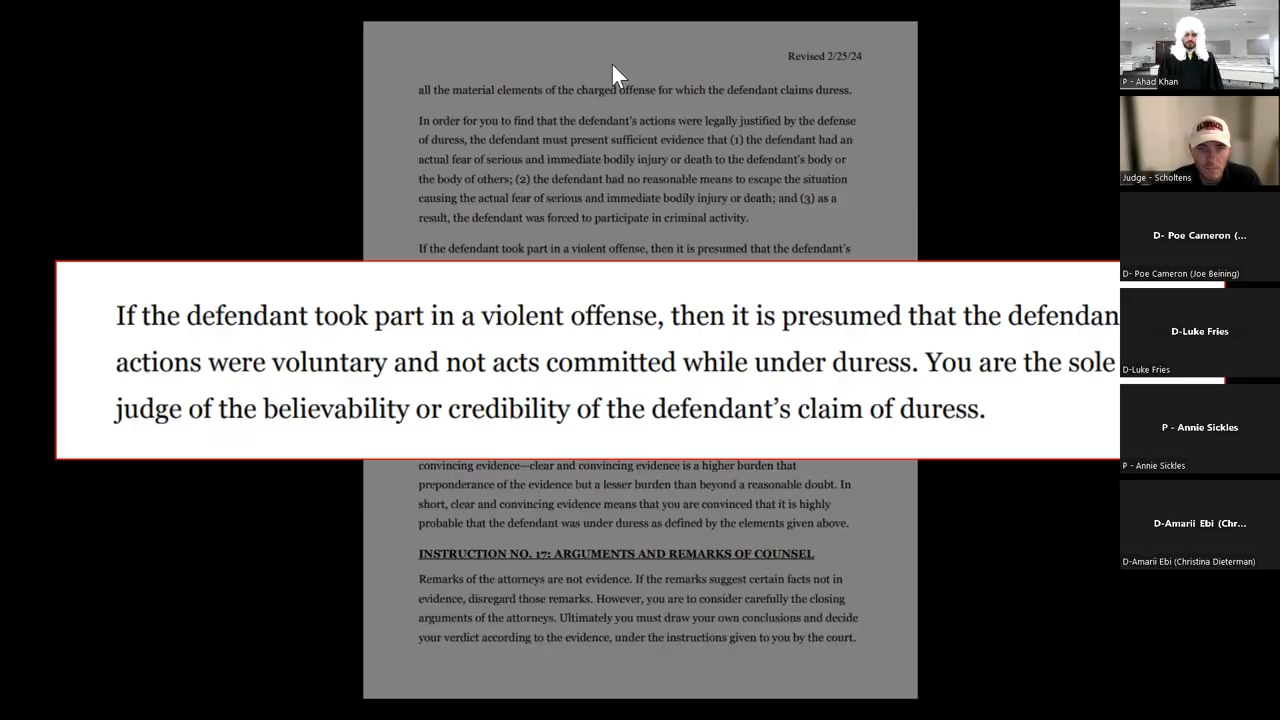 Revised 2/25/24
all the material elements of the charged offense for which the defendant claims duress.
In order for you to find that the defendant's actions were legally justified by the defense
of duress, the defendant must present sufficient evidence that (1) the defendant had an
actual fear of serious and immediate bodily injury or death to the defendant's body or
the body of others; (2) the defendant had no reasonable means to escape the situation
causing the actual fear of serious and immediate bodily injury or death; and (3) as a
result, the defendant was forced to participate in criminal activity.
If the defendant took part in a violent offense, then it is presumed that the defendant's
If the defendant took part in a violent offense, then it is presumed that the defendan
actions were voluntary and not acts committed while under duress. You are the sole
judge of the believability or credibility of the defendant's claim of duress.
convincing evidence—clear and convincing evidence is a higher burden that
preponderance of the evidence but a lesser burden than beyond a reasonable doubt. In
short, clear and convincing evidence means that you are convinced that it is highly
probable that the defendant was under duress as defined by the elements given above.
INSTRUCTION NO. 17: ARGUMENTS AND REMARKS OF COUNSEL
Remarks of the attorneys are not evidence. If the remarks suggest certain facts not in
evidence, disregard those remarks. However, you are to consider carefully the closing
arguments of the attorneys. Ultimately you must draw your own conclusions and decide
your verdict according to the evidence, under the instructions given to you by the court.
P - Ahad Khan
Judge - Scholtens
D- Poe Cameron (...
D- Poe Cameron (Joe Beining)
D-Luke Fries
D-Luke Fries
P - Annie Sickles
P - Annie Sickles
D-Amarii Ebi (Chr...
D-Amarii Ebi (Christina Dieterman)